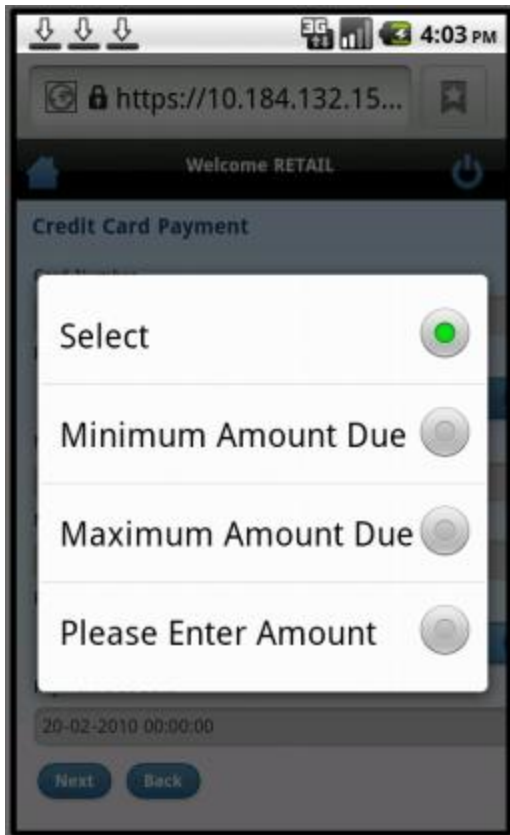 3G
4:03 PM
https://10.184.132.15...
Welcome RETAIL
Credit Card Payment
Card Number
Select
Minimum Amount Due
Maximum Amount Due
Please Enter Amount
20-02-2010 00:00:00
Next Back